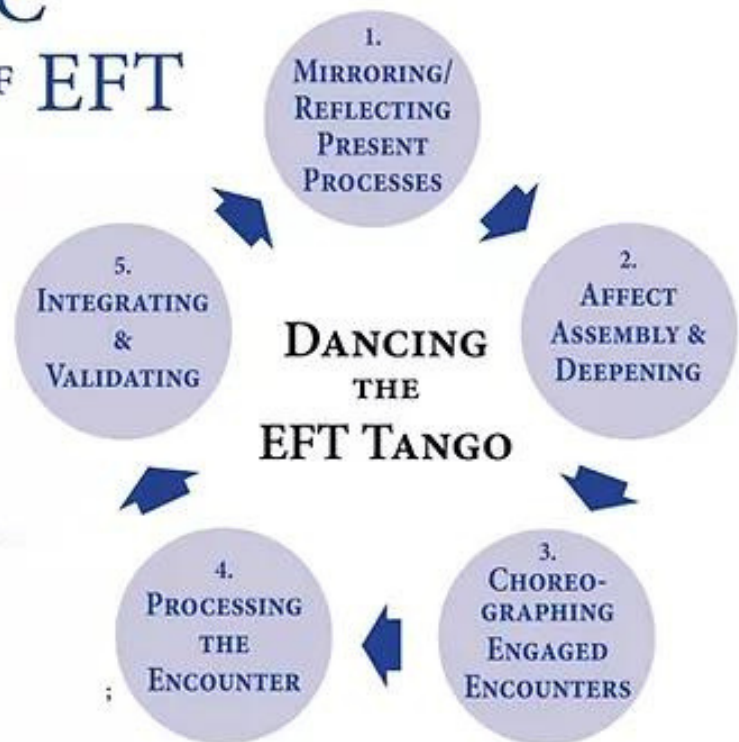 C
F EFT
1.
MIRRORING/
REFLECTING
PRESENT
PROCESSES
2.
AFFECT
ASSEMBLY &
DEEPENING
3.
CHOREO-
GRAPHING
ENGAGED
ENCOUNTERS
4.
PROCESSING
THE
ENCOUNTER
;
5.
INTEGRATING
&
VALIDATING
DANCING
THE
EFT TANGO